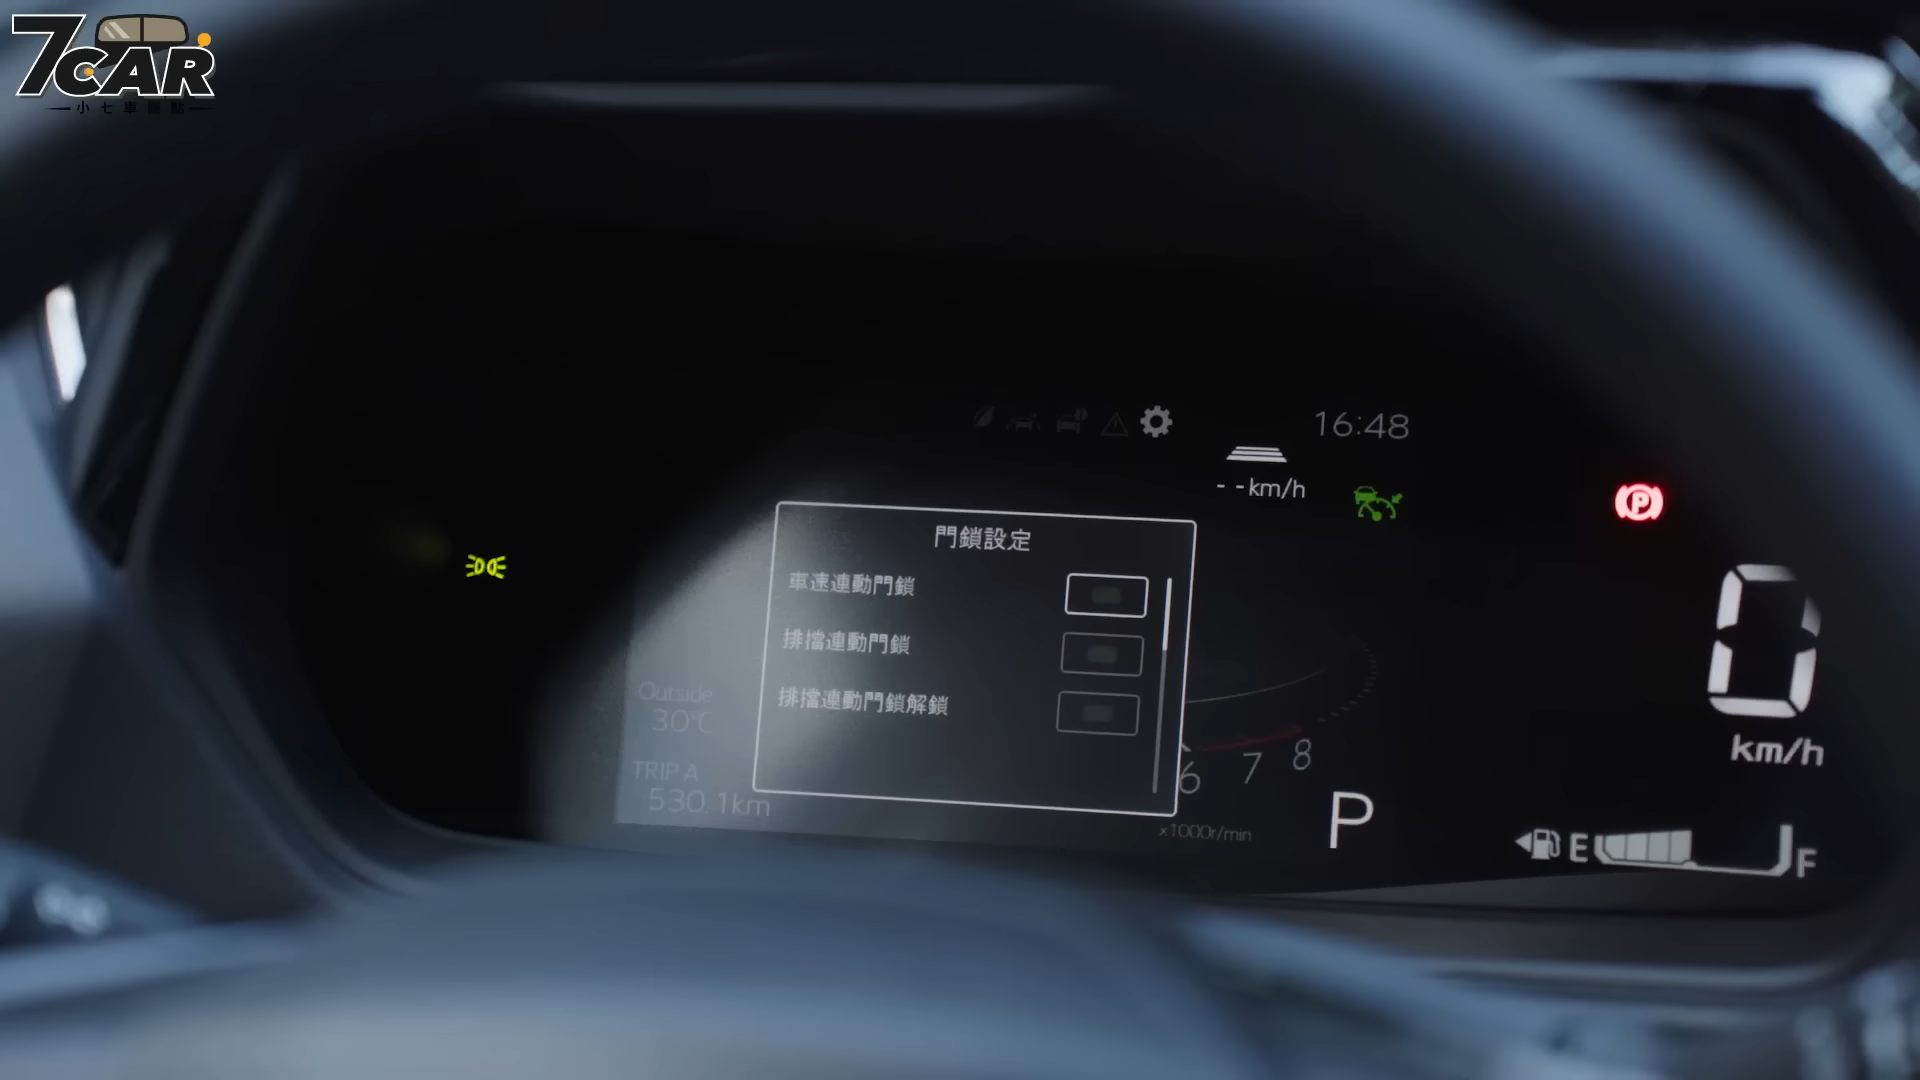 7CAR
小七車觀點
16:48
--km/h
門鎖設定
車速連動門鎖
排擋連動門鎖
排擋連動門鎖解鎖
Outside
30℃
TRIP A
530.1km
6 7 8
x1000r/min
P
0
km/h
E F